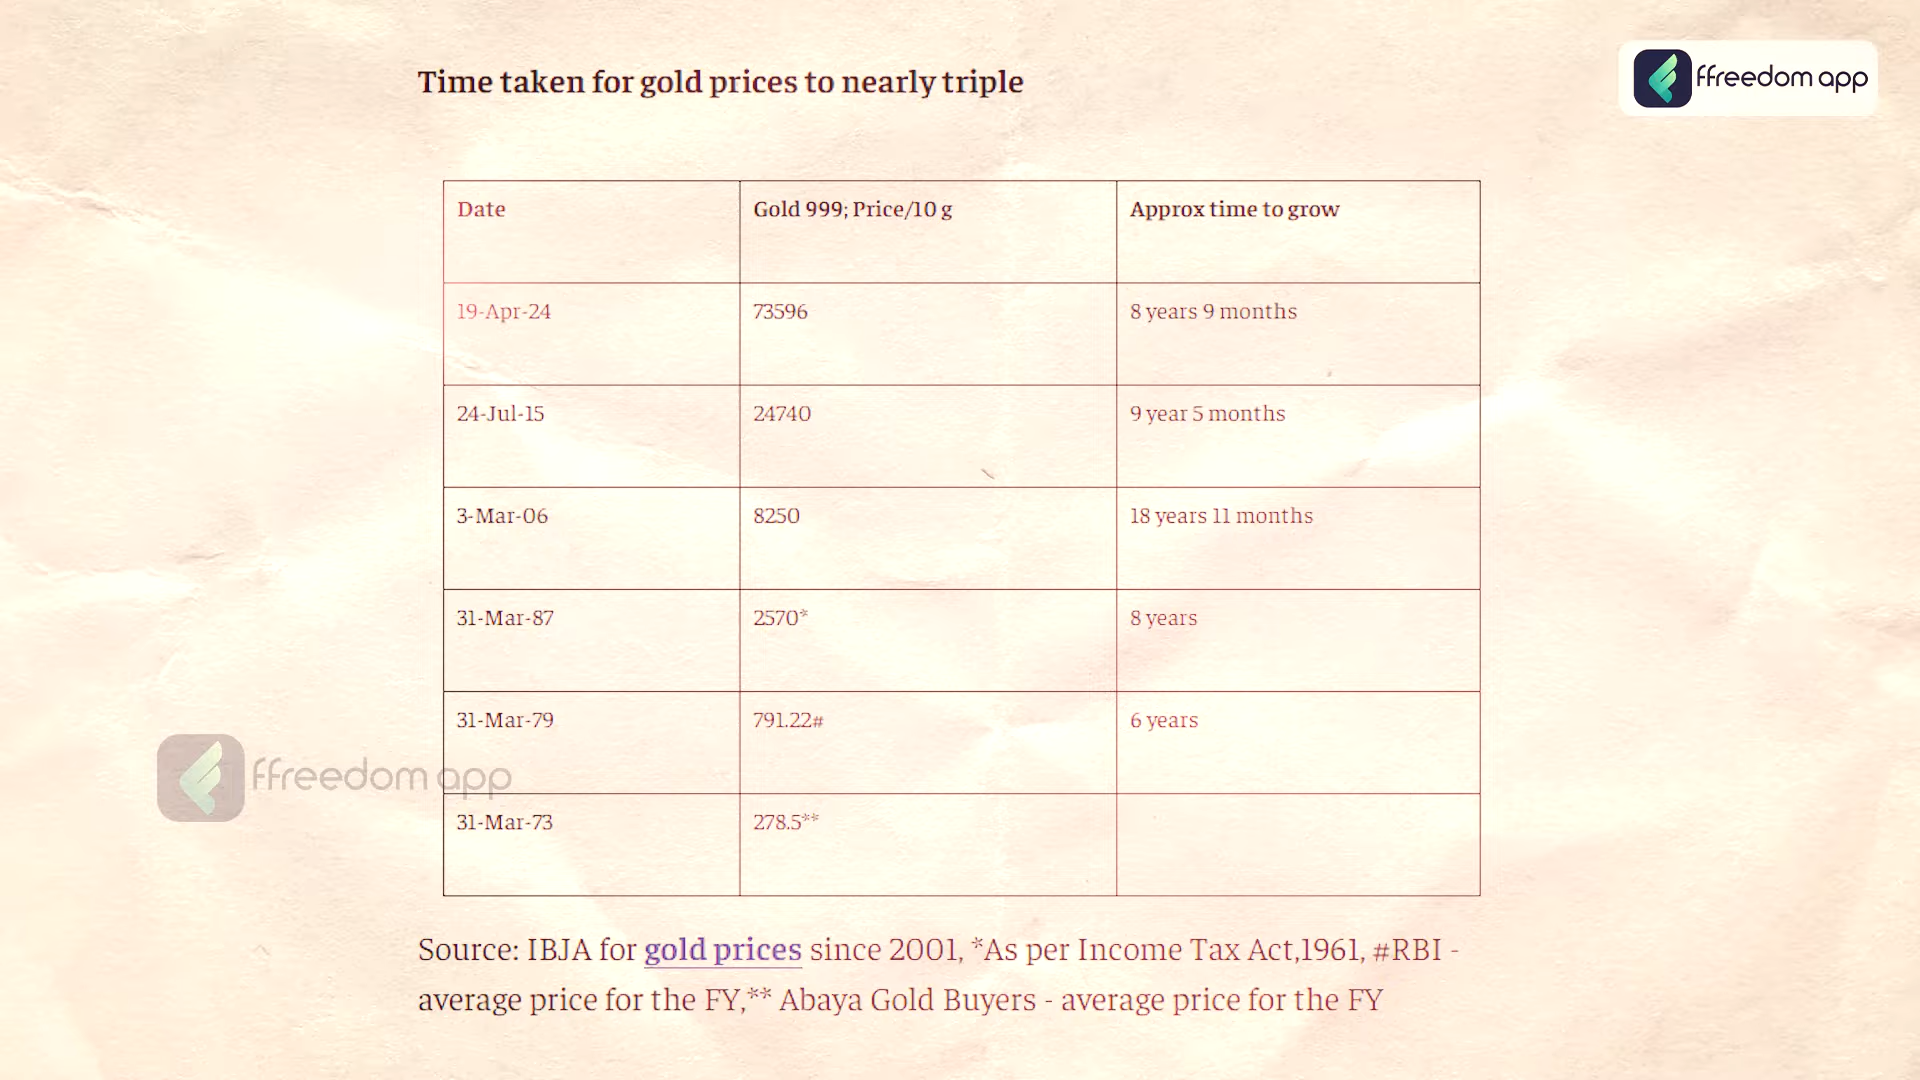 Time taken for gold prices to nearly triple
ffreedom app
Date Gold 999; Price/10 g Approx time to grow
19-Apr-24 73596 8 years 9 months
24-Jul-15 24740 9 year 5 months
3-Mar-06 8250 18 years 11 months
31-Mar-87 2570* 8 years
31-Mar-79 791.22# 6 years
ffreedom app
31-Mar-73 278.5**
Source: IBJA for gold prices since 2001, *As per Income Tax Act,1961, #RBI -
average price for the FY,** Abaya Gold Buyers - average price for the FY